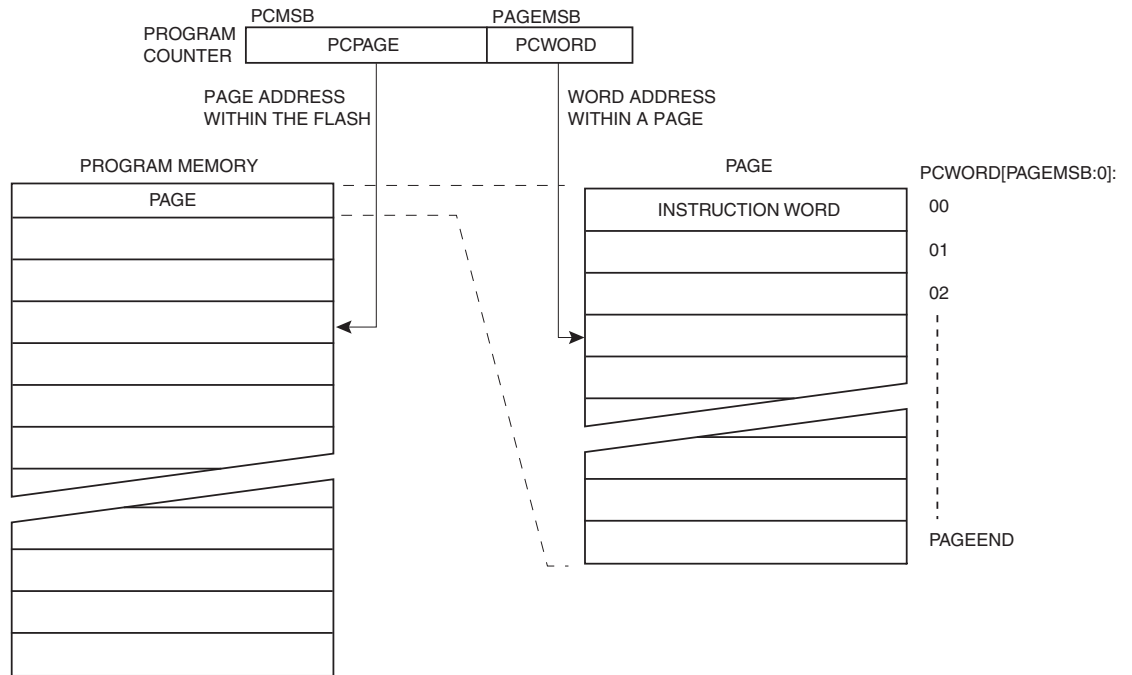 PCMSB
PAGEMSB
PROGRAM
COUNTER
PCPAGE
PCWORD
PAGE ADDRESS
WITHIN THE FLASH
WORD ADDRESS
WITHIN A PAGE
PROGRAM MEMORY
PAGE
PAGE
PCWORD[PAGEMSB:0]:
INSTRUCTION WORD
00
01
02
PAGEEND